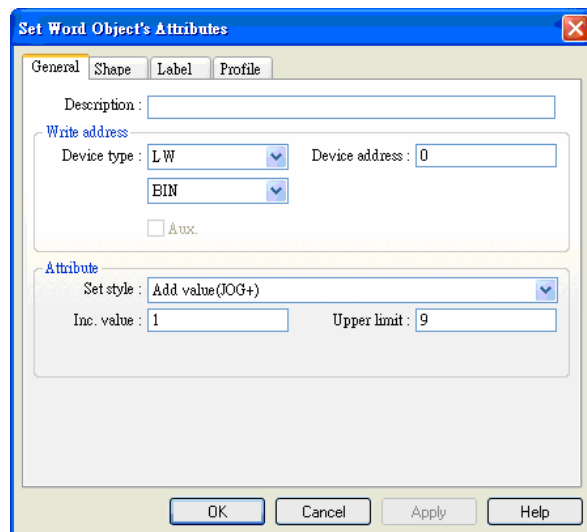 Set Word Object's Attributes
General Shape Label Profile
Description :
Write address
Device type : LW Device address : 0
BIN
Aux.
Attribute
Set style : Add value(JOG+)
Inc. value : 1 Upper limit : 9
OK Cancel Apply Help